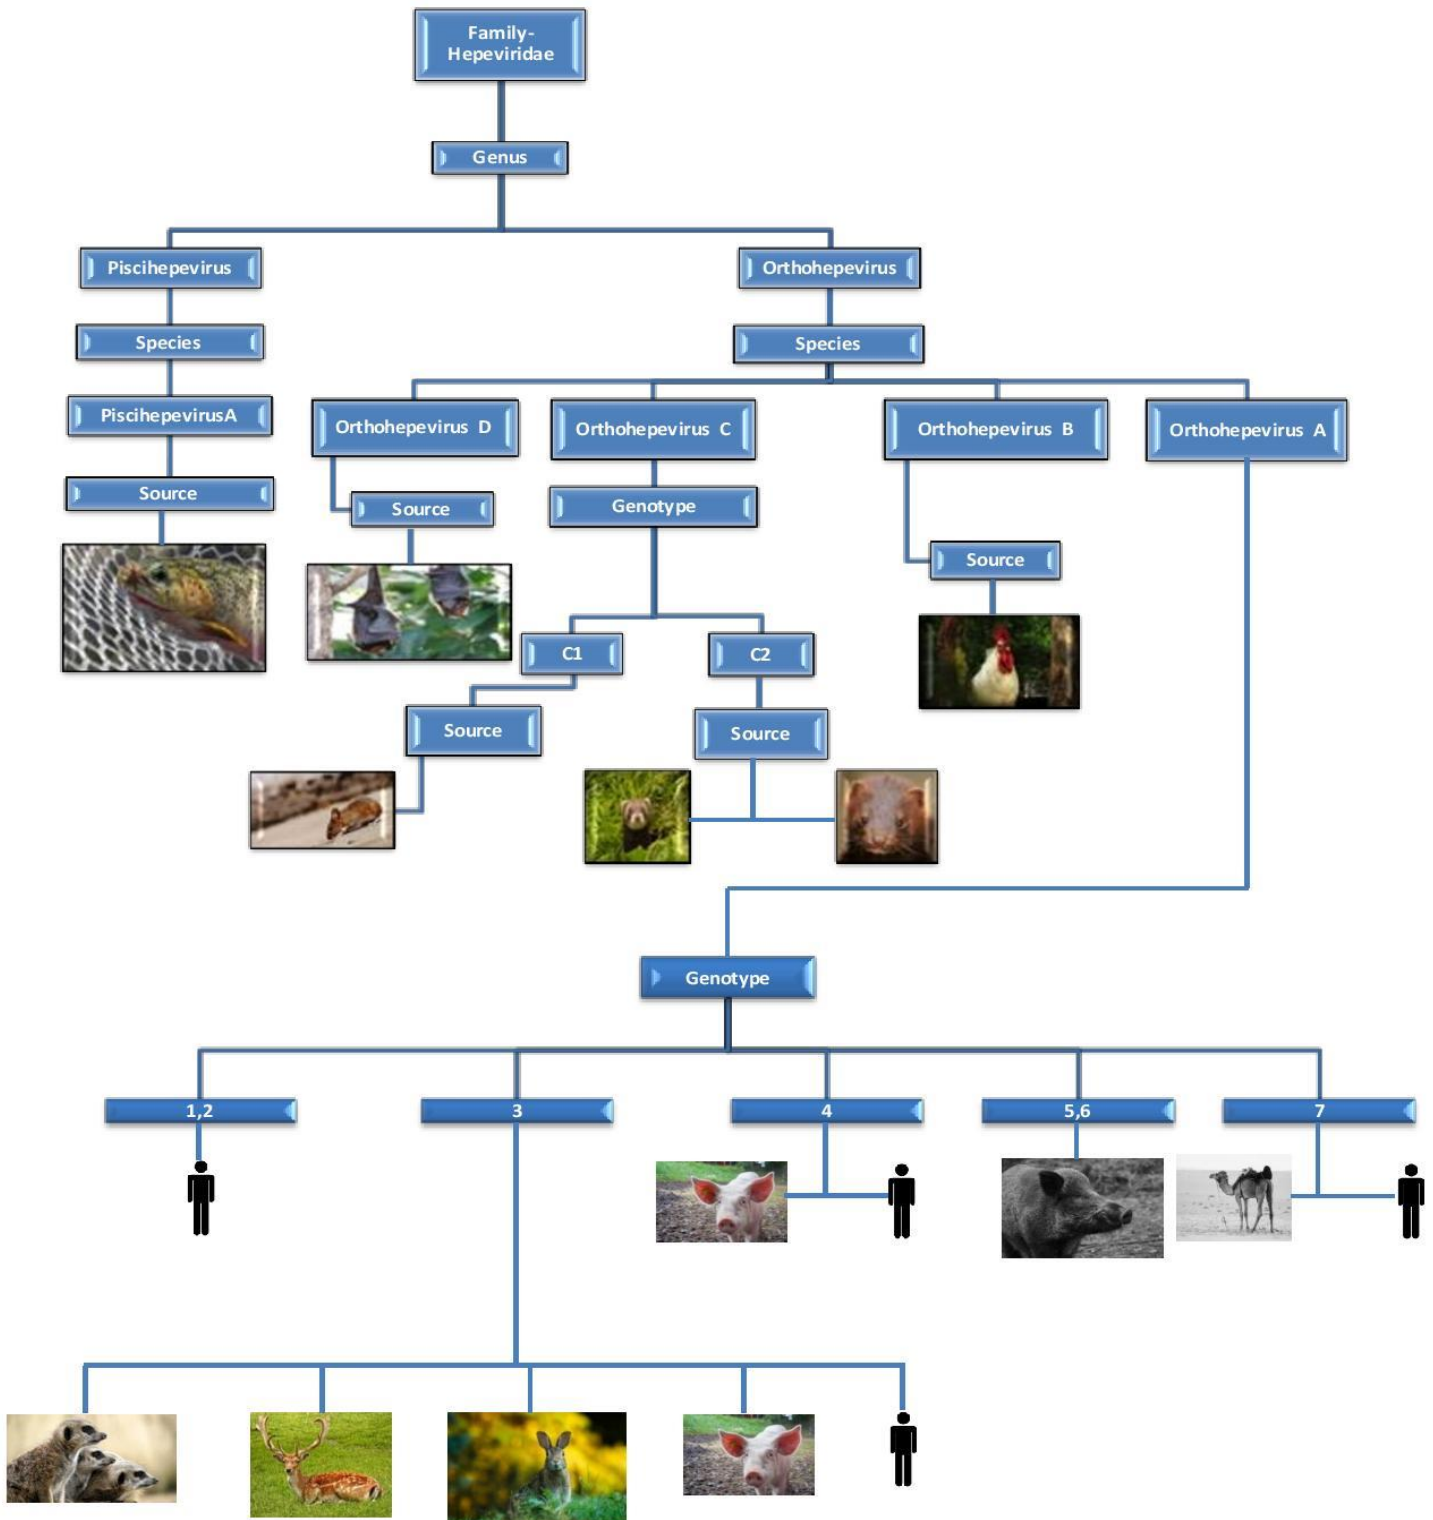 Family-
Hepeviridae
Genus
Piscihepevirus
Orthohepevirus
Species
Species
PiscihepevirusA
Orthohepevirus D
Orthohepevirus C
Orthohepevirus B
Orthohepevirus A
Source
Source
Genotype
Source
C1
C2
Source
Source
Genotype
1,2
3
4
5,6
7